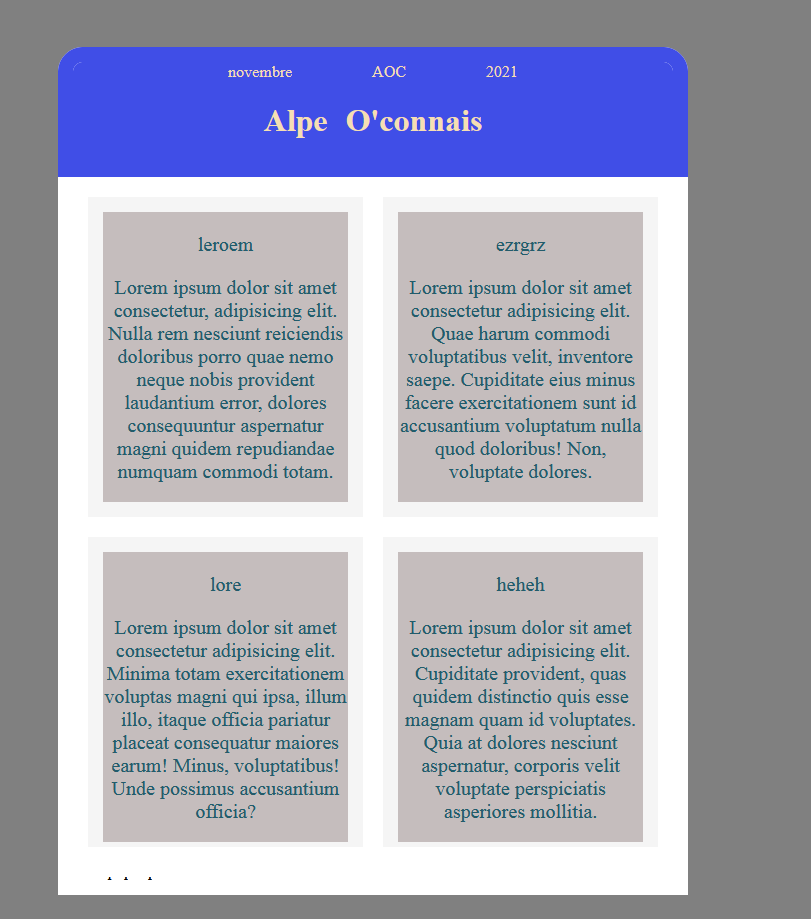 novembre AOC 2021
Alpe O'connais
leroem
Lorem ipsum dolor sit amet
consectetur, adipisicing elit.
Nulla rem nesciunt reiciendis
doloribus porro quae nemo
neque nobis provident
laudantium error, dolores
consequuntur aspernatur
magni quidem repudiandae
numquam commodi totam.
ezrgrz
Lorem ipsum dolor sit amet
consectetur adipisicing elit.
Quae harum commodi
voluptatibus velit, inventore
saepe. Cupiditate eius minus
facere exercitationem sunt id
accusantium voluptatum nulla
quod doloribus! Non,
voluptate dolores.
lore
Lorem ipsum dolor sit amet
consectetur adipisicing elit.
Minima totam exercitationem
voluptas magni qui ipsa, illum
illo, itaque officia pariatur
placeat consequatur maiores
earum! Minus, voluptatibus!
Unde possimus accusantium
officia?
heheh
Lorem ipsum dolor sit amet
consectetur adipisicing elit.
Cupiditate provident, quas
quidem distinctio quis esse
magnam quam id voluptates.
Quia at dolores nesciunt
aspernatur, corporis velit
voluptate perspiciatis
asperiores mollitia.